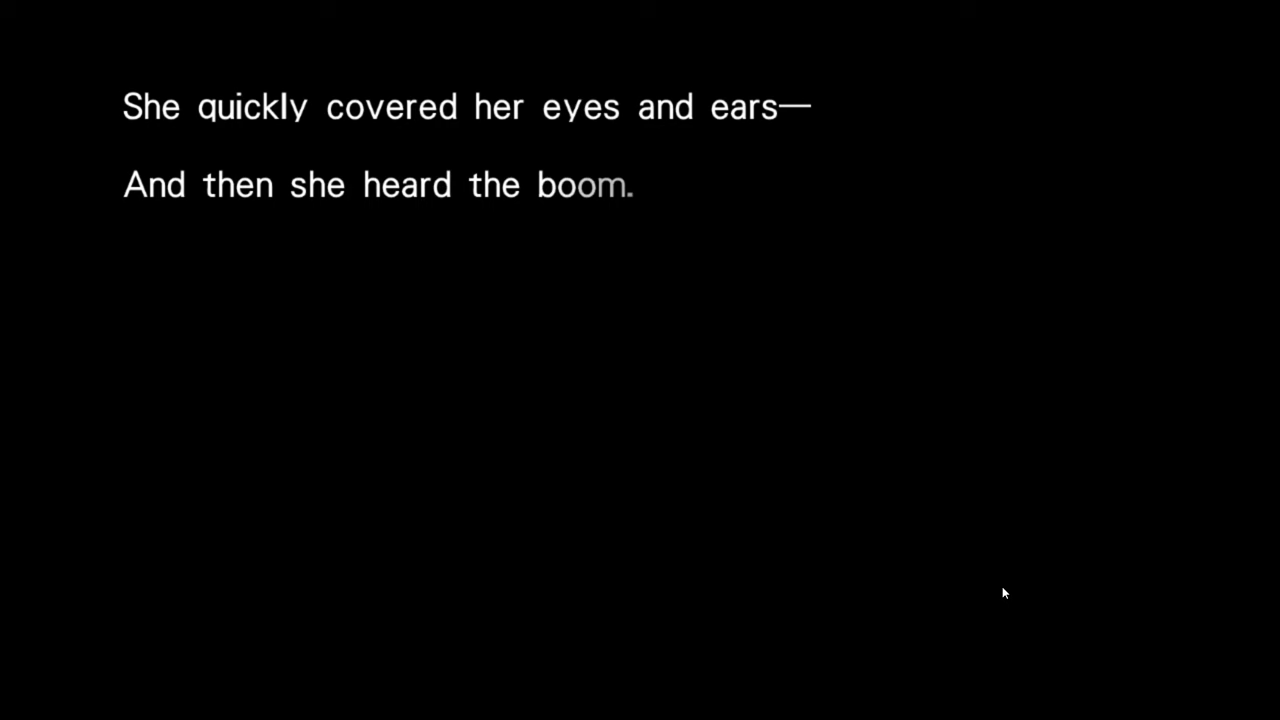 She quickly covered her eyes and ears—
And then she heard the boom.